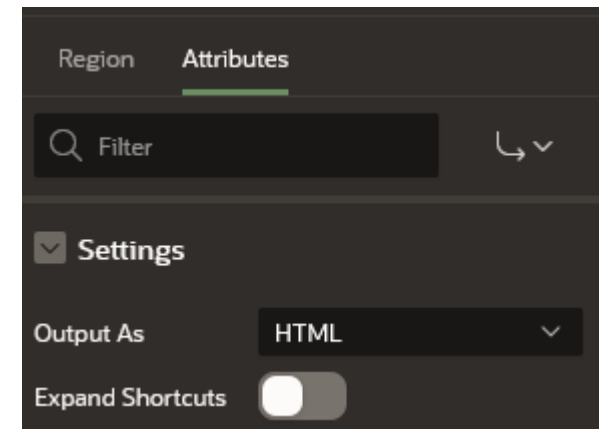 Region Attributes
Filter
Settings
Output As HTML
Expand Shortcuts